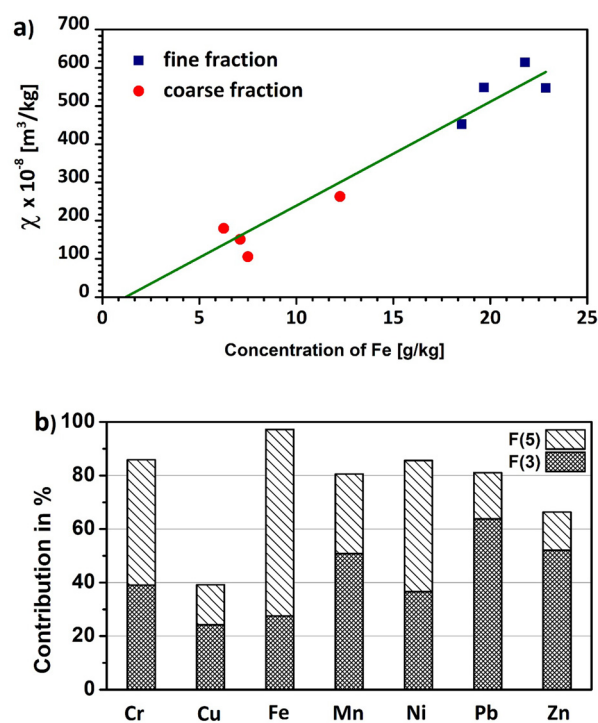 a)
700
600
500
400
300
200
100
0
χ x 10-8 [m3/kg]
fine fraction
coarse fraction
0 5 10 15 20 25
Concentration of Fe [g/kg]
b)
100
80
60
40
20
0
Contribution in %
F(5)
F(3)
Cr Cu Fe Mn Ni Pb Zn